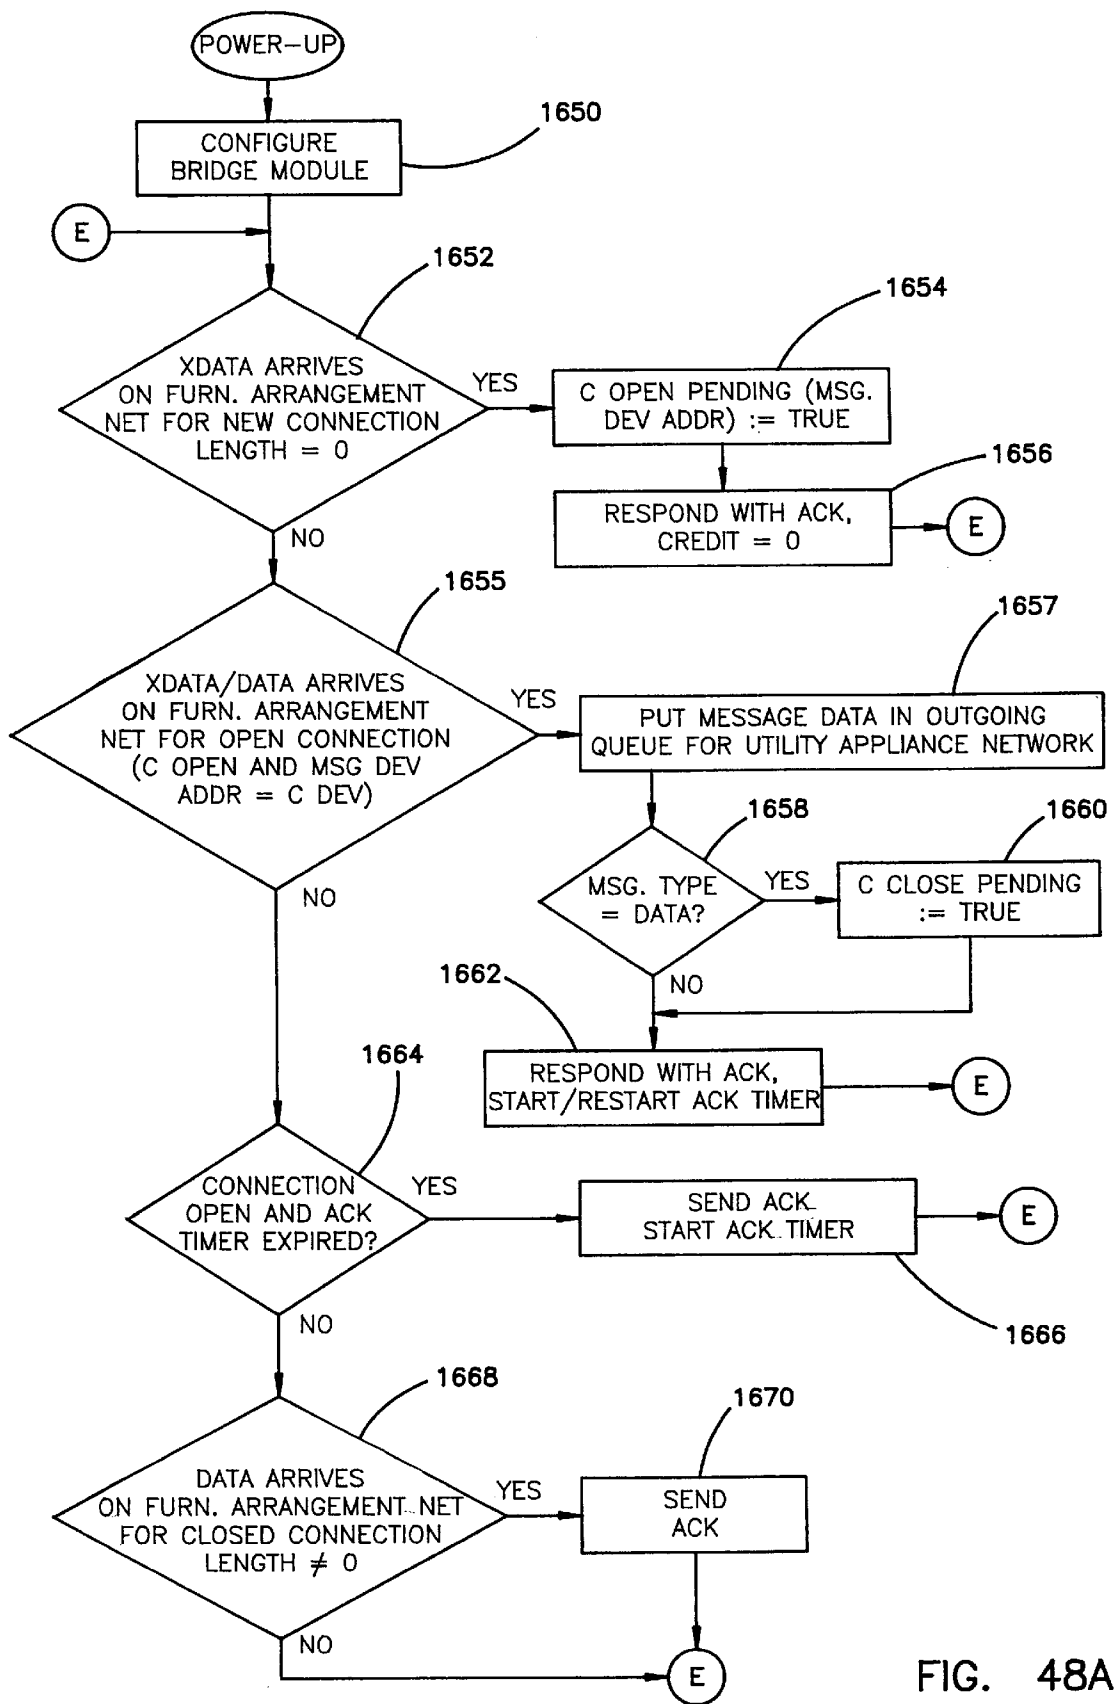 POWER-UP
1650
CONFIGURE
BRIDGE MODULE
E
1652
1654
XDATA ARRIVES
ON FURN. ARRANGEMENT
NET FOR NEW CONNECTION
LENGTH = 0
YES
C OPEN PENDING (MSG.
DEV ADDR) := TRUE
1656
RESPOND WITH ACK,
CREDIT = 0
E
NO
1655
1657
XDATA/DATA ARRIVES
ON FURN. ARRANGEMENT
NET FOR OPEN CONNECTION
(C OPEN AND MSG DEV
ADDR = C DEV)
YES
PUT MESSAGE DATA IN OUTGOING
QUEUE FOR UTILITY APPLIANCE NETWORK
1658
1660
MSG. TYPE
= DATA?
YES
C CLOSE PENDING
:= TRUE
NO
NO
1662
RESPOND WITH ACK,
START/RESTART ACK TIMER
E
1664
CONNECTION
OPEN AND ACK
TIMER EXPIRED?
YES
SEND ACK
START ACK TIMER
E
1666
NO
1668
1670
DATA ARRIVES
ON FURN. ARRANGEMENT NET
FOR CLOSED CONNECTION
LENGTH ≠ 0
YES
SEND
ACK
NO
E
FIG. 48A